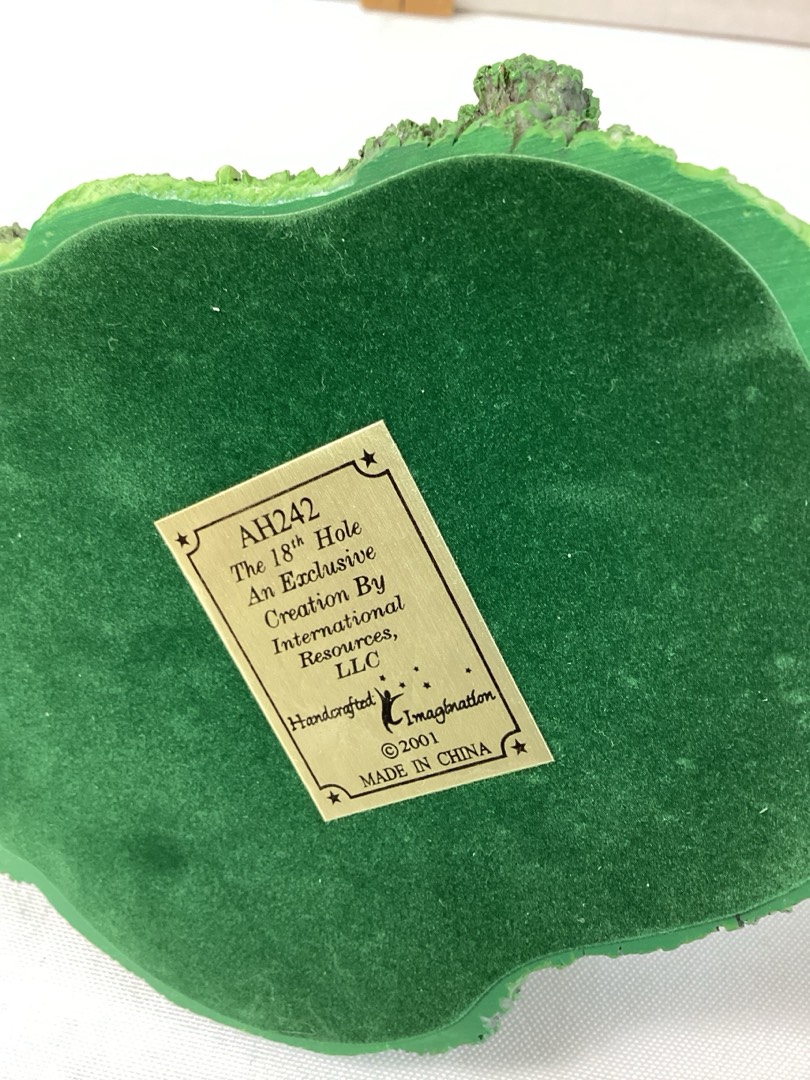 AH242
The 18th Hole
An Exclusive
Creation By
International
Resources,
LLC
Handcrafted Imagination
©2001
MADE IN CHINA